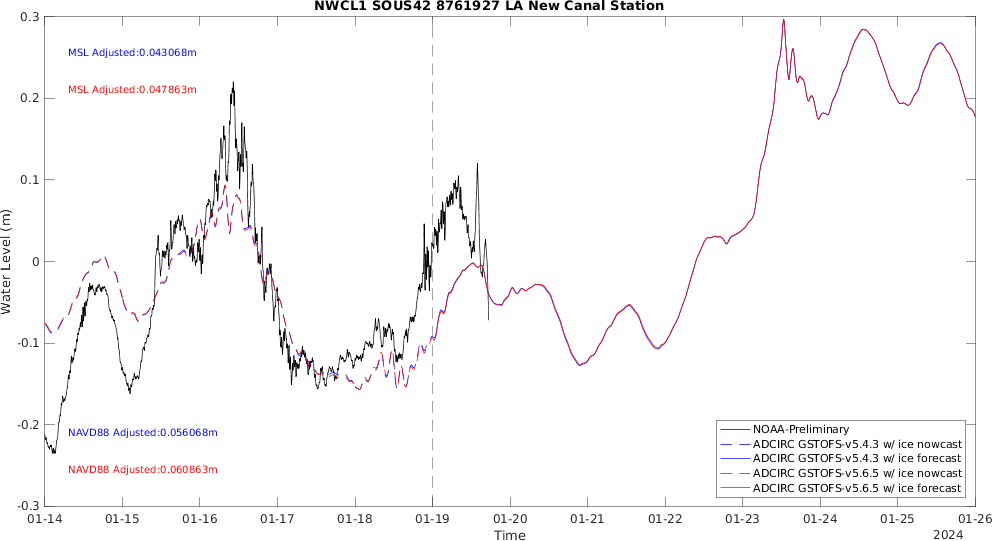 NWCL1 SOUS42 8761927 LA New Canal Station
MSL Adjusted:0.043068m
MSL Adjusted:0.047863m
NAVD88 Adjusted:0.056068m
NAVD88 Adjusted:0.060863m
Water Level (m)
0.3
0.2
0.1
0
-0.1
-0.2
-0.3
NOAA-Preliminary
ADCIRC GSTOFS-v5.4.3 w/ ice nowcast
ADCIRC GSTOFS-v5.4.3 w/ ice forecast
ADCIRC GSTOFS-v5.6.5 w/ ice nowcast
ADCIRC GSTOFS-v5.6.5 w/ ice forecast
01-14 01-15 01-16 01-17 01-18 01-19 01-20 01-21 01-22 01-23 01-24 01-25 01-26
Time
2024